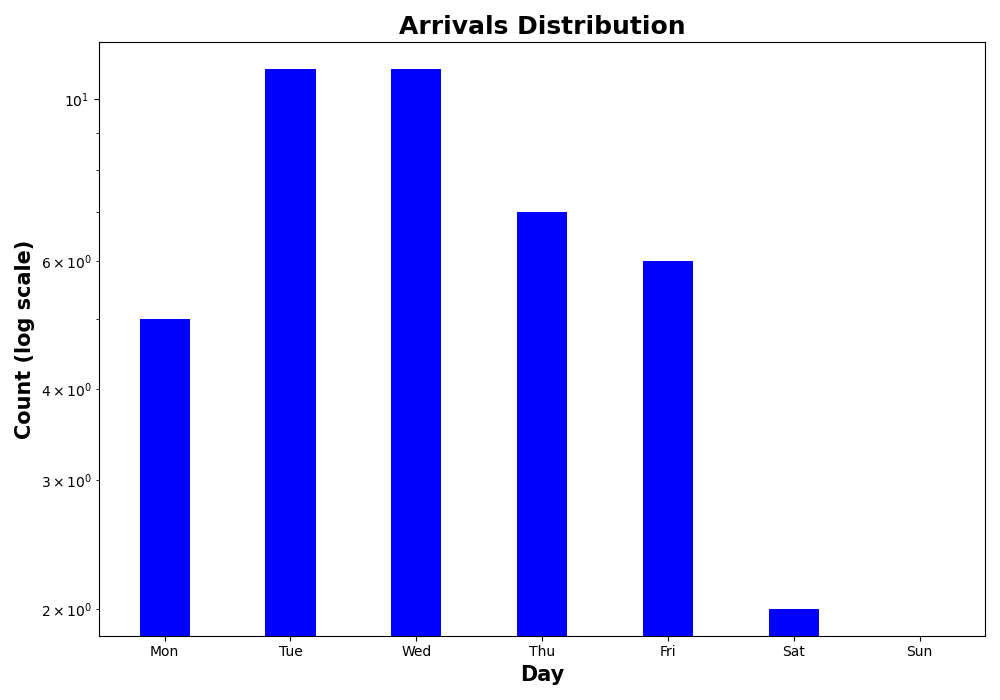 Arrivals Distribution
Count (log scale)
10¹
6 × 10⁰
4 × 10⁰
3 × 10⁰
2 × 10⁰
Mon Tue Wed Thu Fri Sat Sun
Day